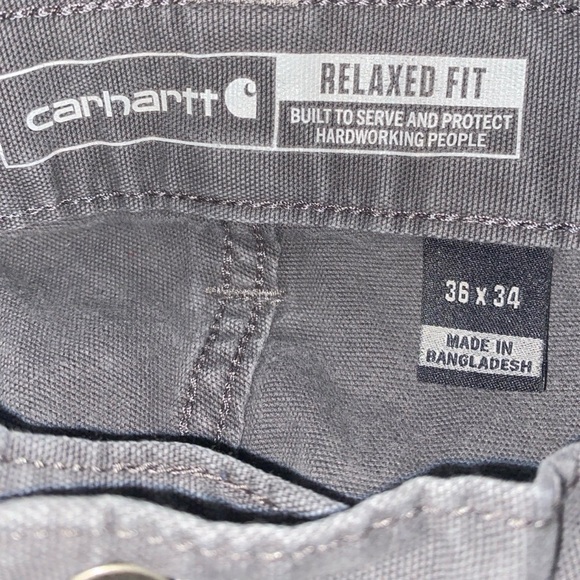 carhartt
RELAXED FIT
BUILT TO SERVE AND PROTECT
HARDWORKING PEOPLE
36 x 34
MADE IN
BANGLADESH